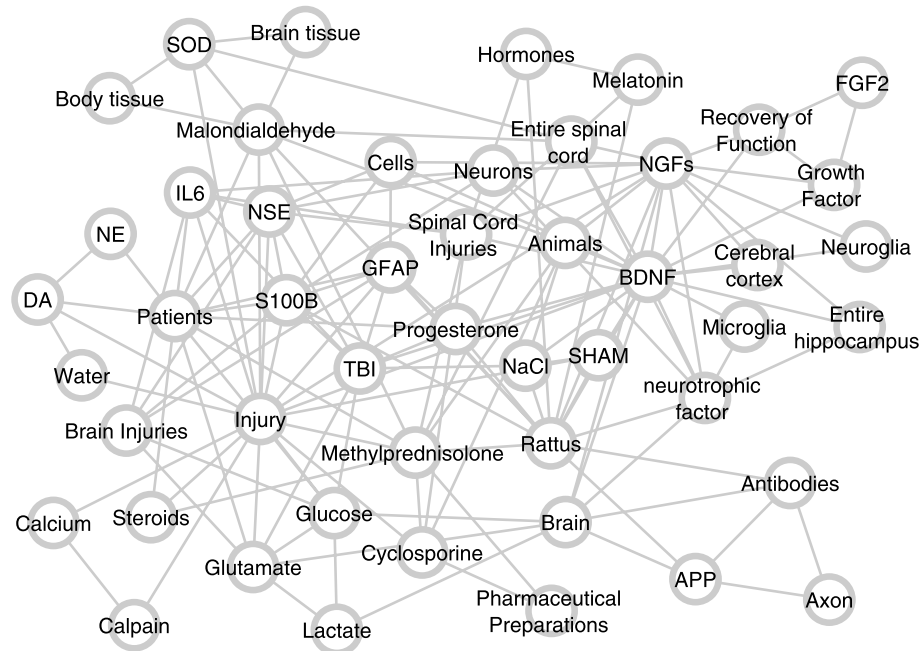 Brain tissue
SOD
Hormones
Melatonin
FGF2
Body tissue
Malondialdehyde
Entire spinal
cord
Recovery of
Function
Cells
Neurons
NGFs
Growth
Factor
IL6
NSE
Spinal Cord
Injuries
Animals
NE
GFAP
BDNF
Cerebral
cortex
Neuroglia
DA
Patients
S100B
Progesterone
Microglia
Entire
hippocampus
Water
TBI
NaCl
SHAM
neurotrophic
factor
Brain Injuries
Injury
Methylprednisolone
Rattus
Antibodies
Calcium
Steroids
Glucose
Brain
Glutamate
Cyclosporine
APP
Axon
Calpain
Lactate
Pharmaceutical
Preparations